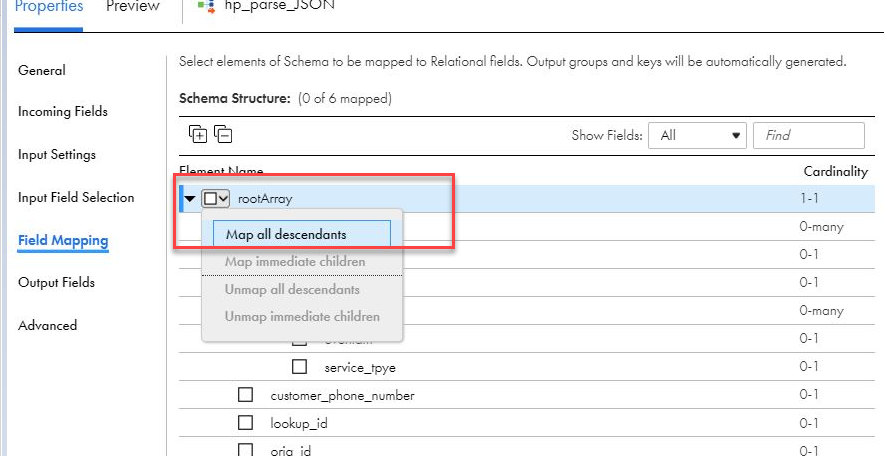 Properties Preview hp_parse_JSON
General
Incoming Fields
Input Settings
Input Field Selection
Field Mapping
Output Fields
Advanced
Select elements of Schema to be mapped to Relational fields. Output groups and keys will be automatically generated.
Schema Structure: (0 of 6 mapped)
Show Fields: All Find
Element Name Cardinality
rootArray 1-1
Map all descendants 0-many
Map immediate children 0-1
Unmap all descendants 0-1
Unmap immediate children 0-many
0-1
service_tpye 0-1
customer_phone_number 0-1
lookup_id 0-1
orig_id 0-1